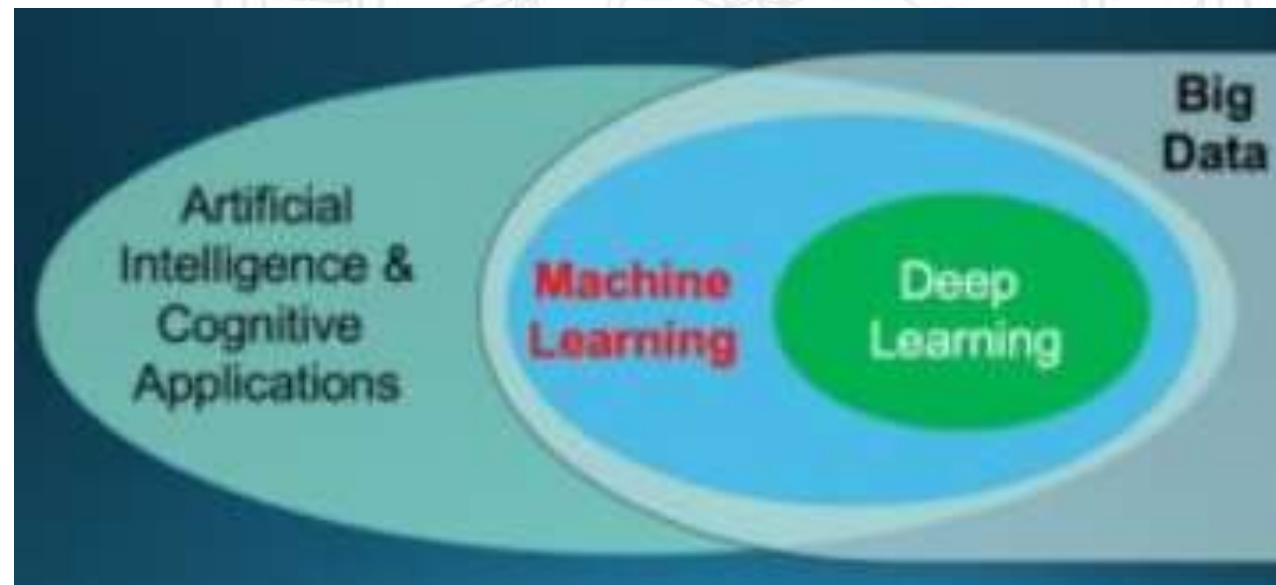 Artificial
Intelligence &
Cognitive
Applications
Machine
Learning
Deep
Learning
Big
Data